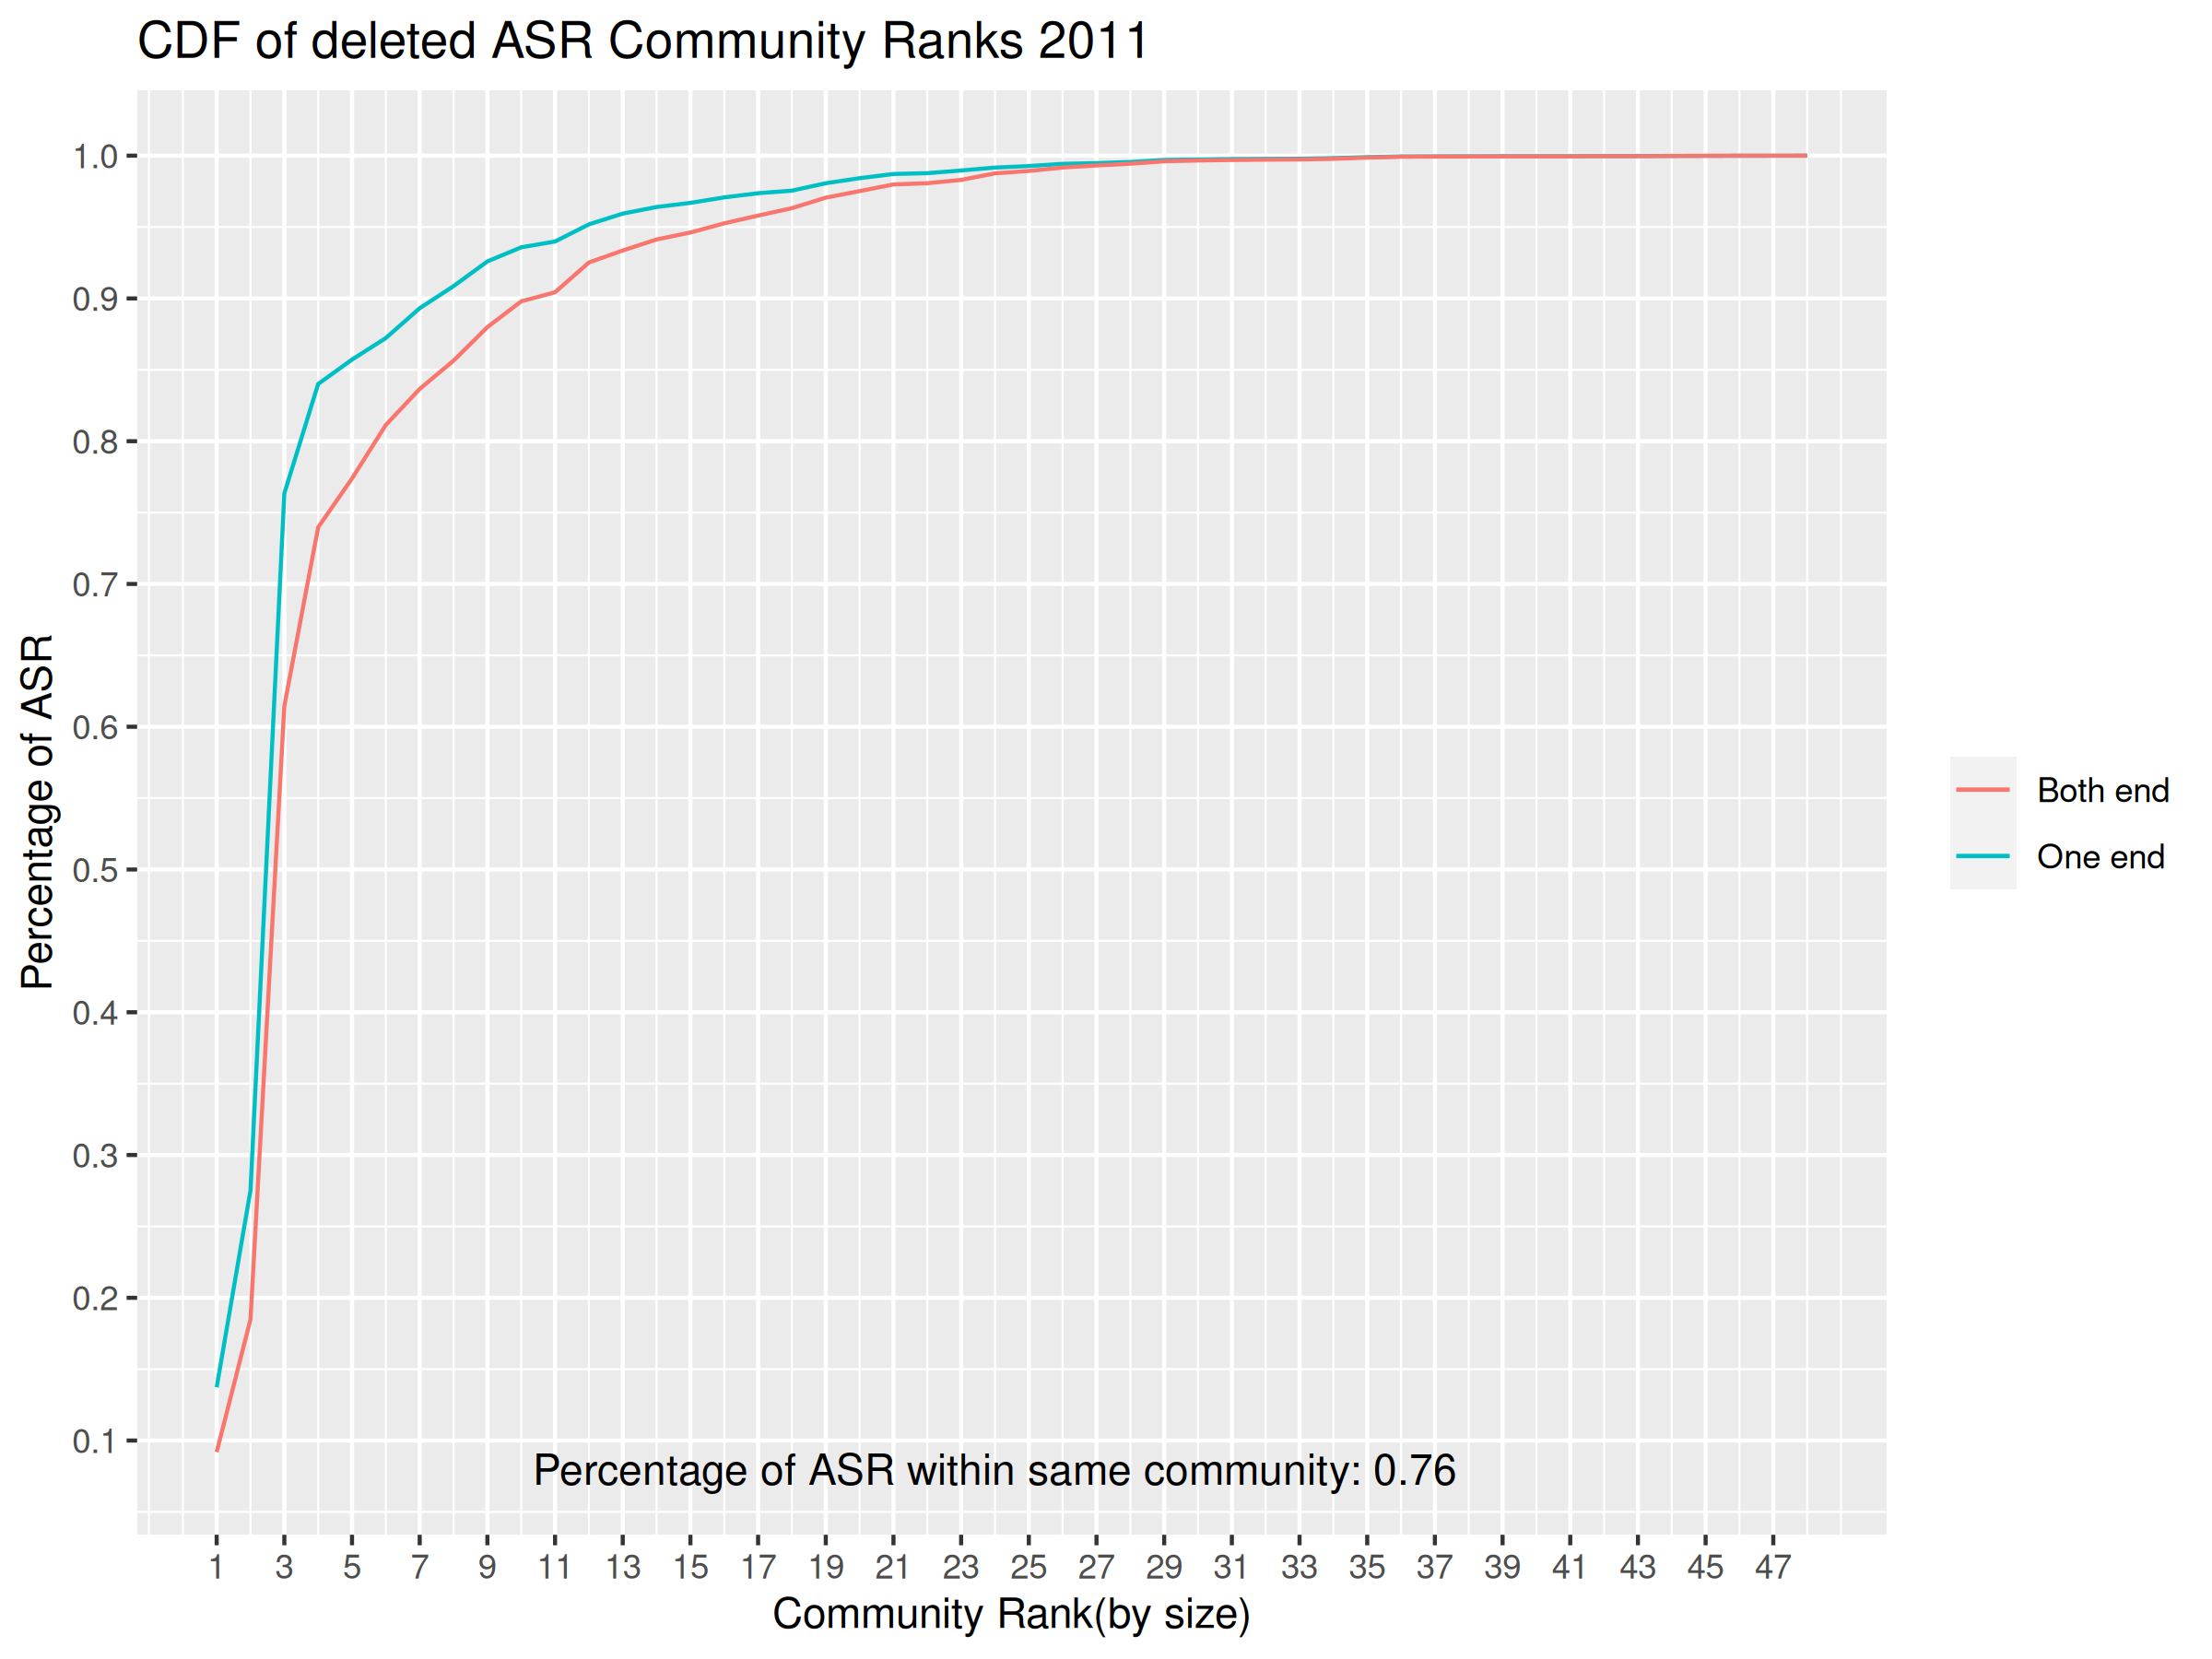 CDF of deleted ASR Community Ranks 2011
Percentage of ASR
1.0
0.9
0.8
0.7
0.6
0.5
0.4
0.3
0.2
0.1
Percentage of ASR within same community: 0.76
1 3 5 7 9 11 13 15 17 19 21 23 25 27 29 31 33 35 37 39 41 43 45 47
Community Rank(by size)
Both end
One end